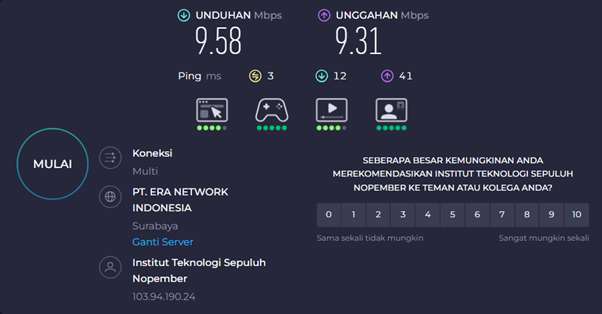 UNDUHAN Mbps
9.58
UNGGAHAN Mbps
9.31
Ping ms
3
12
41
MULAI
Koneksi
Multi
PT. ERA NETWORK
INDONESIA
Surabaya
Ganti Server
Institut Teknologi Sepuluh
Nopember
103.94.190.24
SEBERAPA BESAR KEMUNGKINAN ANDA
MEREKOMENDASIKAN INSTITUT TEKNOLOGI SEPULUH
NOPEMBER KE TEMAN ATAU KOLEGA ANDA?
0 1 2 3 4 5 6 7 8 9 10
Sama sekali tidak mungkin
Sangat mungkin sekali